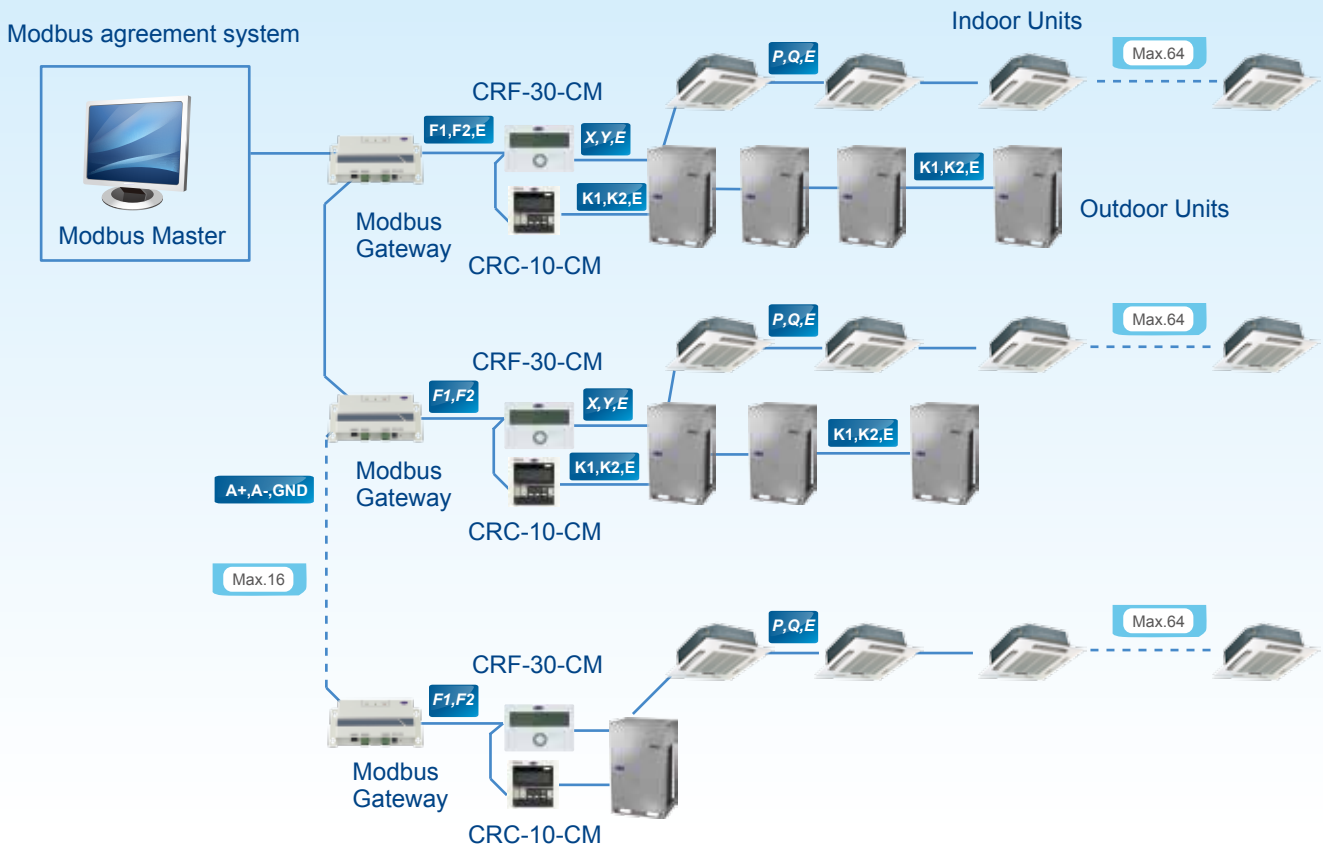 Indoor Units
Modbus agreement system
P,Q,E
Max.64
CRF-30-CM
F1,F2,E
X,Y,E
K1,K2,E
K1,K2,E
Outdoor Units
Modbus Master
Modbus
Gateway
CRC-10-CM
P,Q,E
Max.64
CRF-30-CM
F1,F2
X,Y,E
K1,K2,E
K1,K2,E
Modbus
Gateway
A+,A-,GND
CRC-10-CM
Max.16
P,Q,E
Max.64
CRF-30-CM
F1,F2
Modbus
Gateway
CRC-10-CM